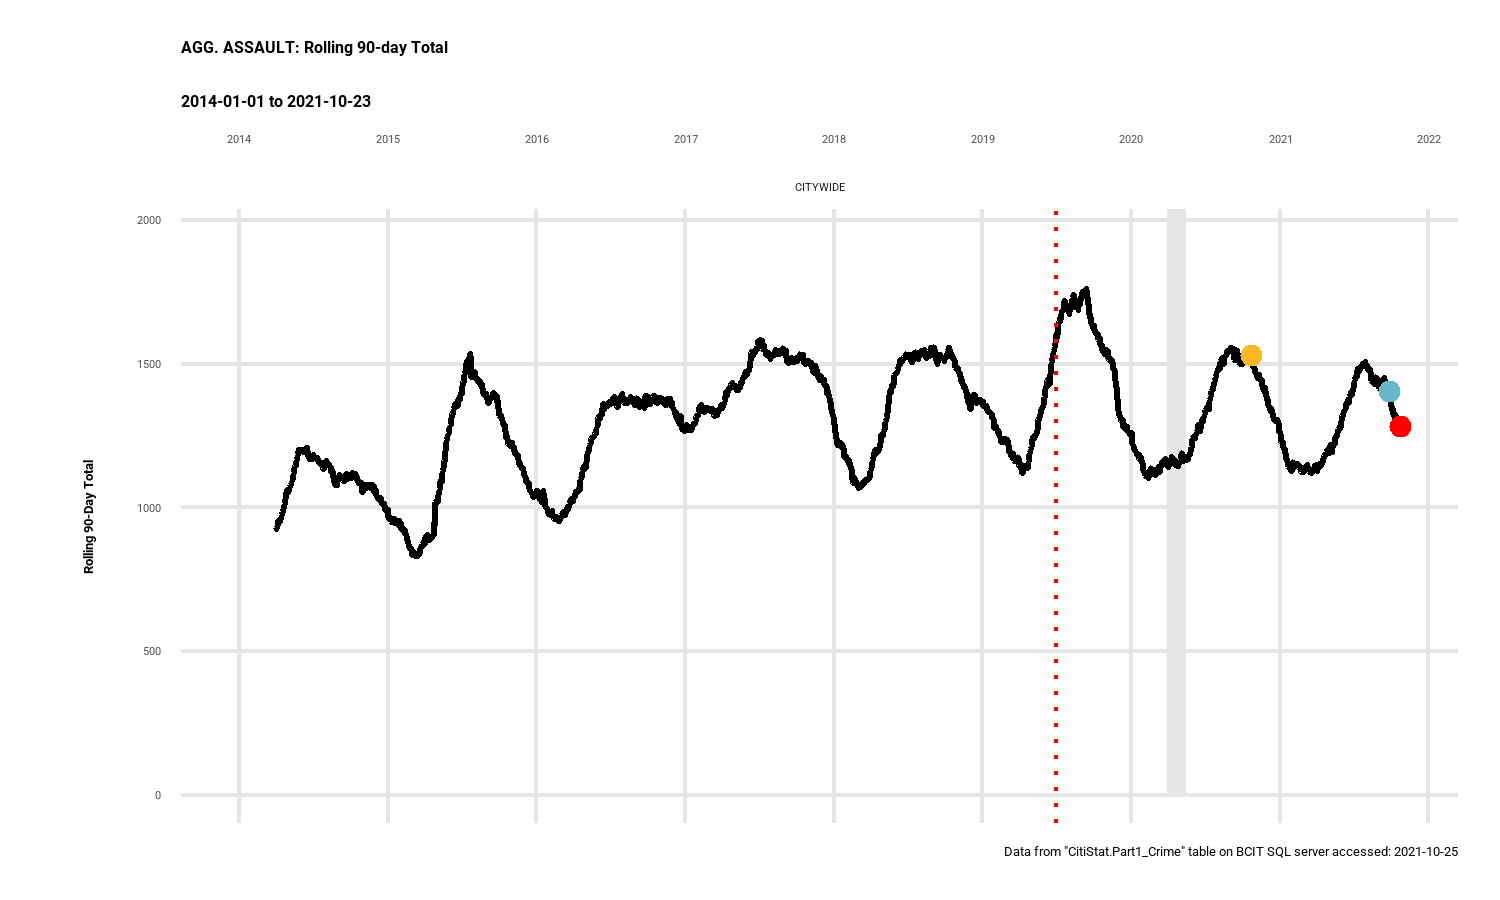 AGG. ASSAULT: Rolling 90-day Total
2014-01-01 to 2021-10-23
2014 2015 2016 2017 2018 2019 2020 2021 2022
CITYWIDE
2000
1500
1000
500
0
Rolling 90-Day Total
Data from "CitiStat.Part1_Crime" table on BCIT SQL server accessed: 2021-10-25